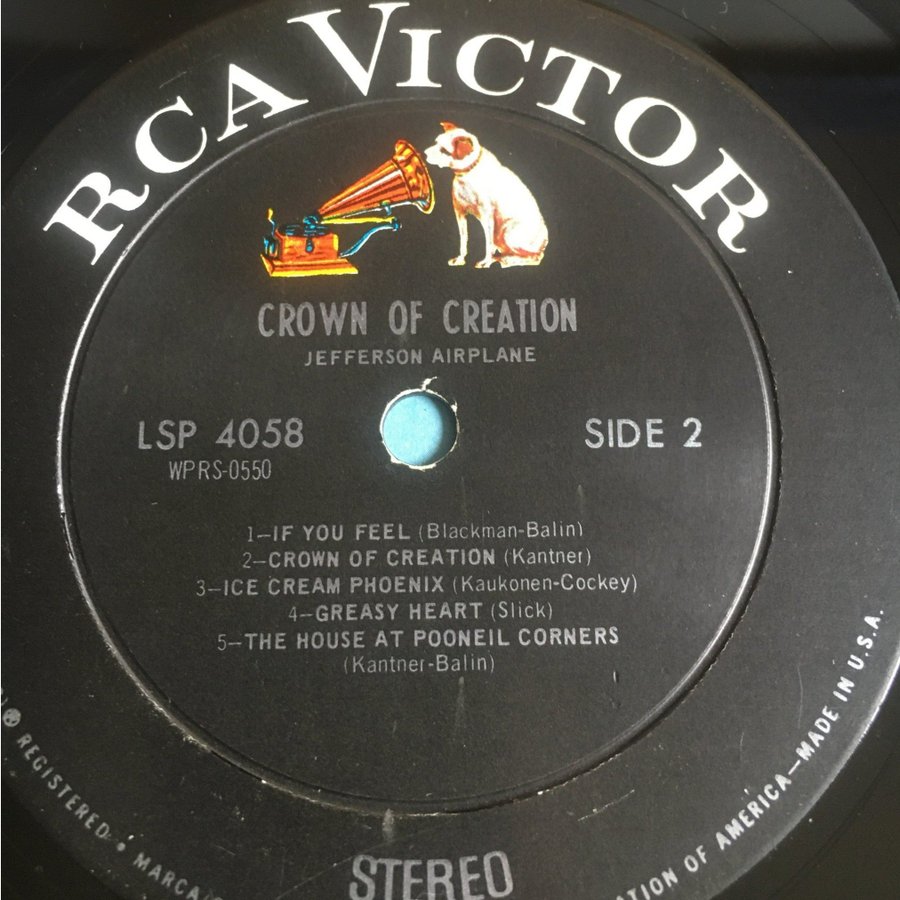 RCA VICTOR
CROWN OF CREATION
JEFFERSON AIRPLANE
LSP 4058
SIDE 2
WPRS-0550
1—IF YOU FEEL (Blackman-Balin)
2—CROWN OF CREATION (Kantner)
3—ICE CREAM PHOENIX (Kaukonen-Cockey)
4—GREASY HEART (Slick)
5—THE HOUSE AT POONEIL CORNERS
(Kantner-Balin)
STEREO
® REGISTERED •
OF AMERICA—MADE IN U.S.A.